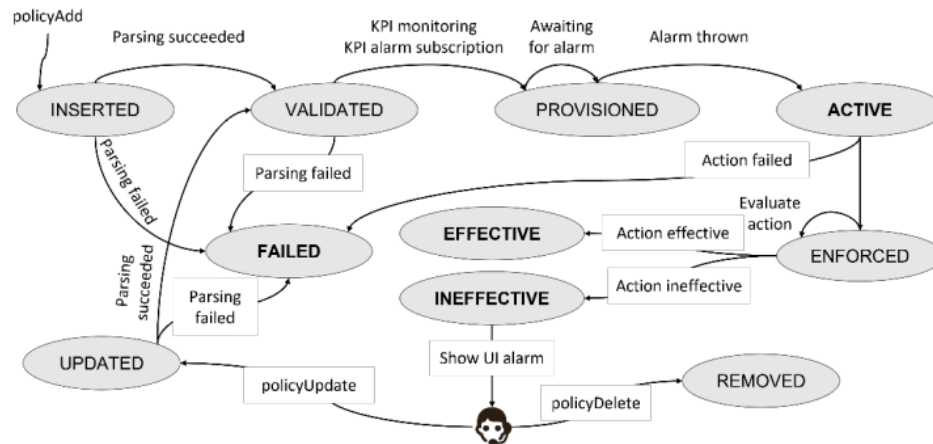 policyAdd
Parsing succeeded
KPI monitoring
KPI alarm subscription
Awaiting
for alarm
Alarm thrown
INSERTED
VALIDATED
PROVISIONED
ACTIVE
Parsing failed
Parsing failed
Action failed
Evaluate
action
FAILED
EFFECTIVE
Action effective
ENFORCED
Parsing
succeeded
Parsing
failed
INEFFECTIVE
Action ineffective
UPDATED
Show UI alarm
REMOVED
policyUpdate
policyDelete